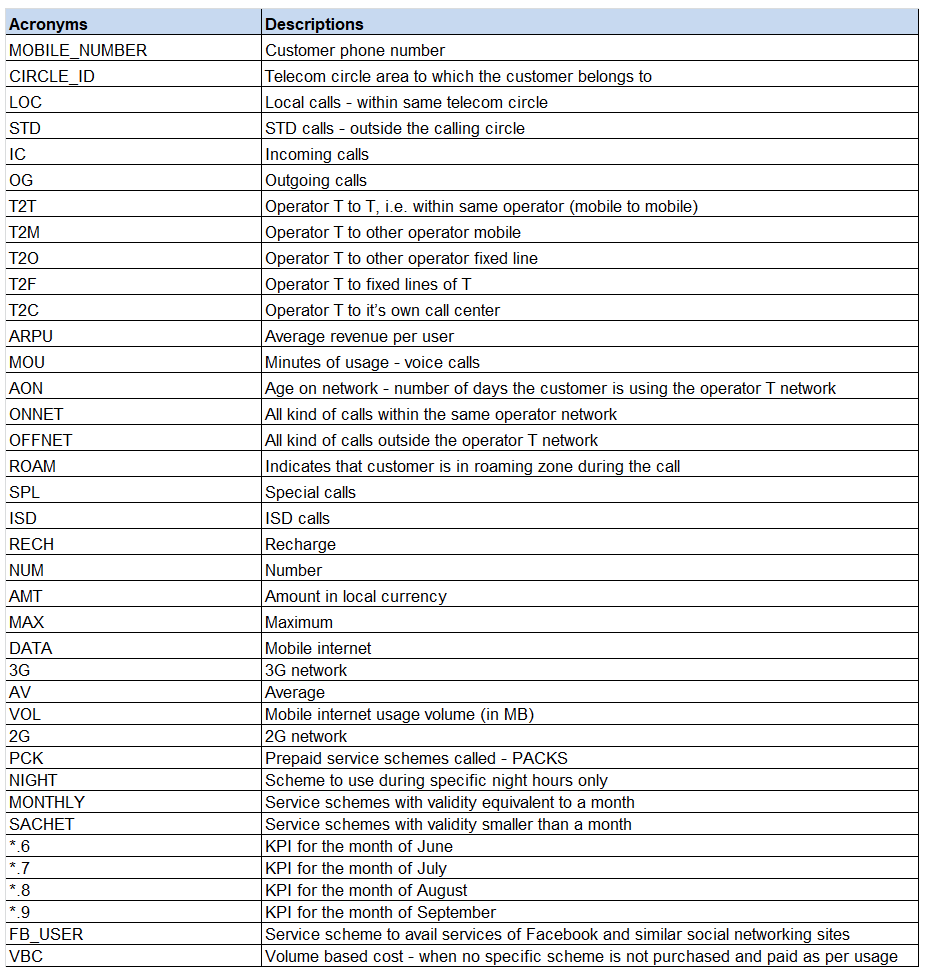 Acronyms Descriptions
MOBILE_NUMBER Customer phone number
CIRCLE_ID Telecom circle area to which the customer belongs to
LOC Local calls - within same telecom circle
STD STD calls - outside the calling circle
IC Incoming calls
OG Outgoing calls
T2T Operator T to T, i.e. within same operator (mobile to mobile)
T2M Operator T to other operator mobile
T2O Operator T to other operator fixed line
T2F Operator T to fixed lines of T
T2C Operator T to it’s own call center
ARPU Average revenue per user
MOU Minutes of usage - voice calls
AON Age on network - number of days the customer is using the operator T network
ONNET All kind of calls within the same operator network
OFFNET All kind of calls outside the operator T network
ROAM Indicates that customer is in roaming zone during the call
SPL Special calls
ISD ISD calls
RECH Recharge
NUM Number
AMT Amount in local currency
MAX Maximum
DATA Mobile internet
3G 3G network
AV Average
VOL Mobile internet usage volume (in MB)
2G 2G network
PCK Prepaid service schemes called - PACKS
NIGHT Scheme to use during specific night hours only
MONTHLY Service schemes with validity equivalent to a month
SACHET Service schemes with validity smaller than a month
*.6 KPI for the month of June
*.7 KPI for the month of July
*.8 KPI for the month of August
*.9 KPI for the month of September
FB_USER Service scheme to avail services of Facebook and similar social networking sites
VBC Volume based cost - when no specific scheme is not purchased and paid as per usage